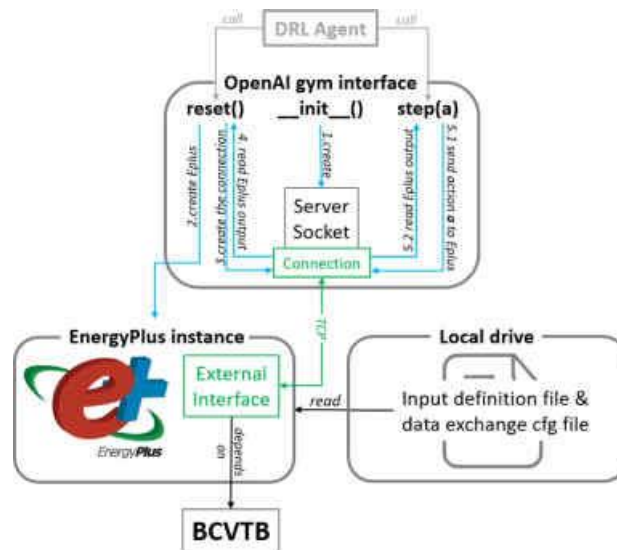 call
DRL Agent
call
OpenAI gym interface
reset()
__init__()
step(a)
2.create Eplus
3.create the connection
4. read Eplus output
1.create
5.2 read Eplus output
5.1 send action a to Eplus
Server
Socket
Connection
TCP
EnergyPlus instance
e+
EnergyPlus
External
Interface
read
Local drive
Input definition file &
data exchange cfg file
depends
on
BCVTB